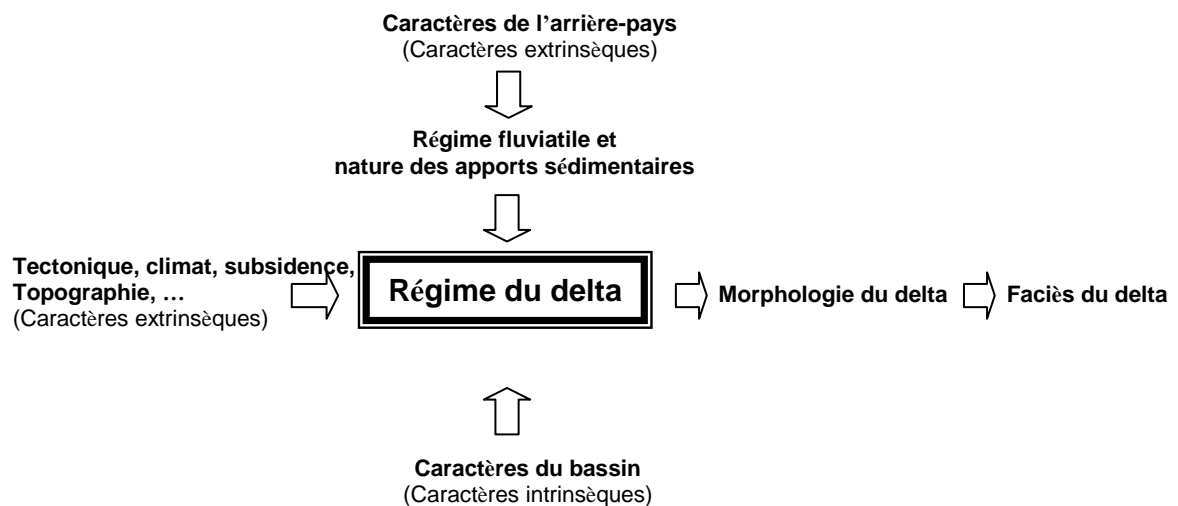 Caractères de l’arrière-pays
(Caractères extrinsèques)
Régime fluviatile et
nature des apports sédimentaires
Tectonique, climat, subsidence,
Topographie, …
(Caractères extrinsèques)
Régime du delta
Morphologie du delta
Faciès du delta
Caractères du bassin
(Caractères intrinsèques)